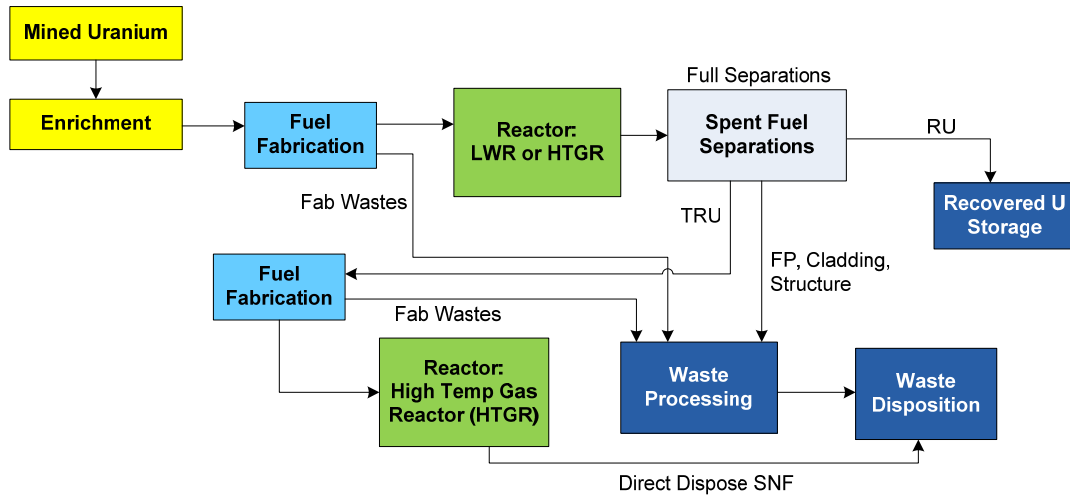 Mined Uranium
Enrichment
Fuel
Fabrication
Reactor:
LWR or HTGR
Full Separations
Spent Fuel
Separations
RU
Recovered U
Storage
Fab Wastes
TRU
FP, Cladding,
Structure
Fuel
Fabrication
Fab Wastes
Reactor:
High Temp Gas
Reactor (HTGR)
Waste
Processing
Waste
Disposition
Direct Dispose SNF